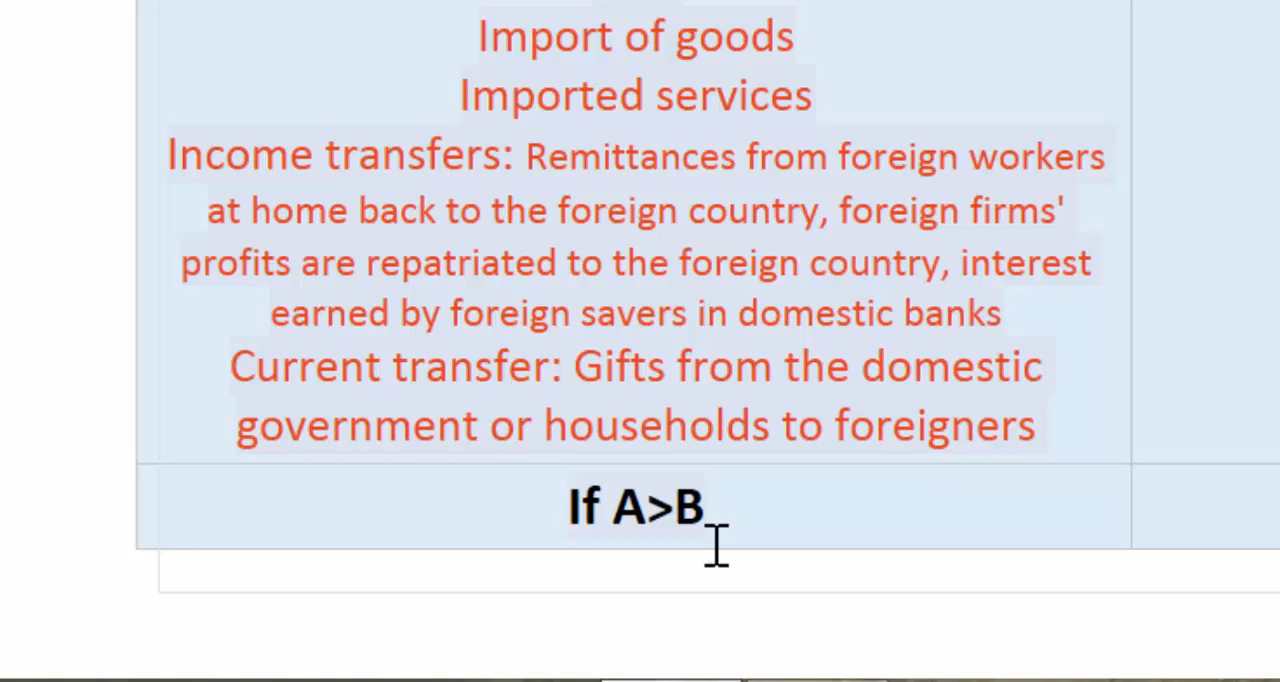 Import of goods
Imported services
Income transfers: Remittances from foreign workers
at home back to the foreign country, foreign firms'
profits are repatriated to the foreign country, interest
earned by foreign savers in domestic banks
Current transfer: Gifts from the domestic
government or households to foreigners
If A>B